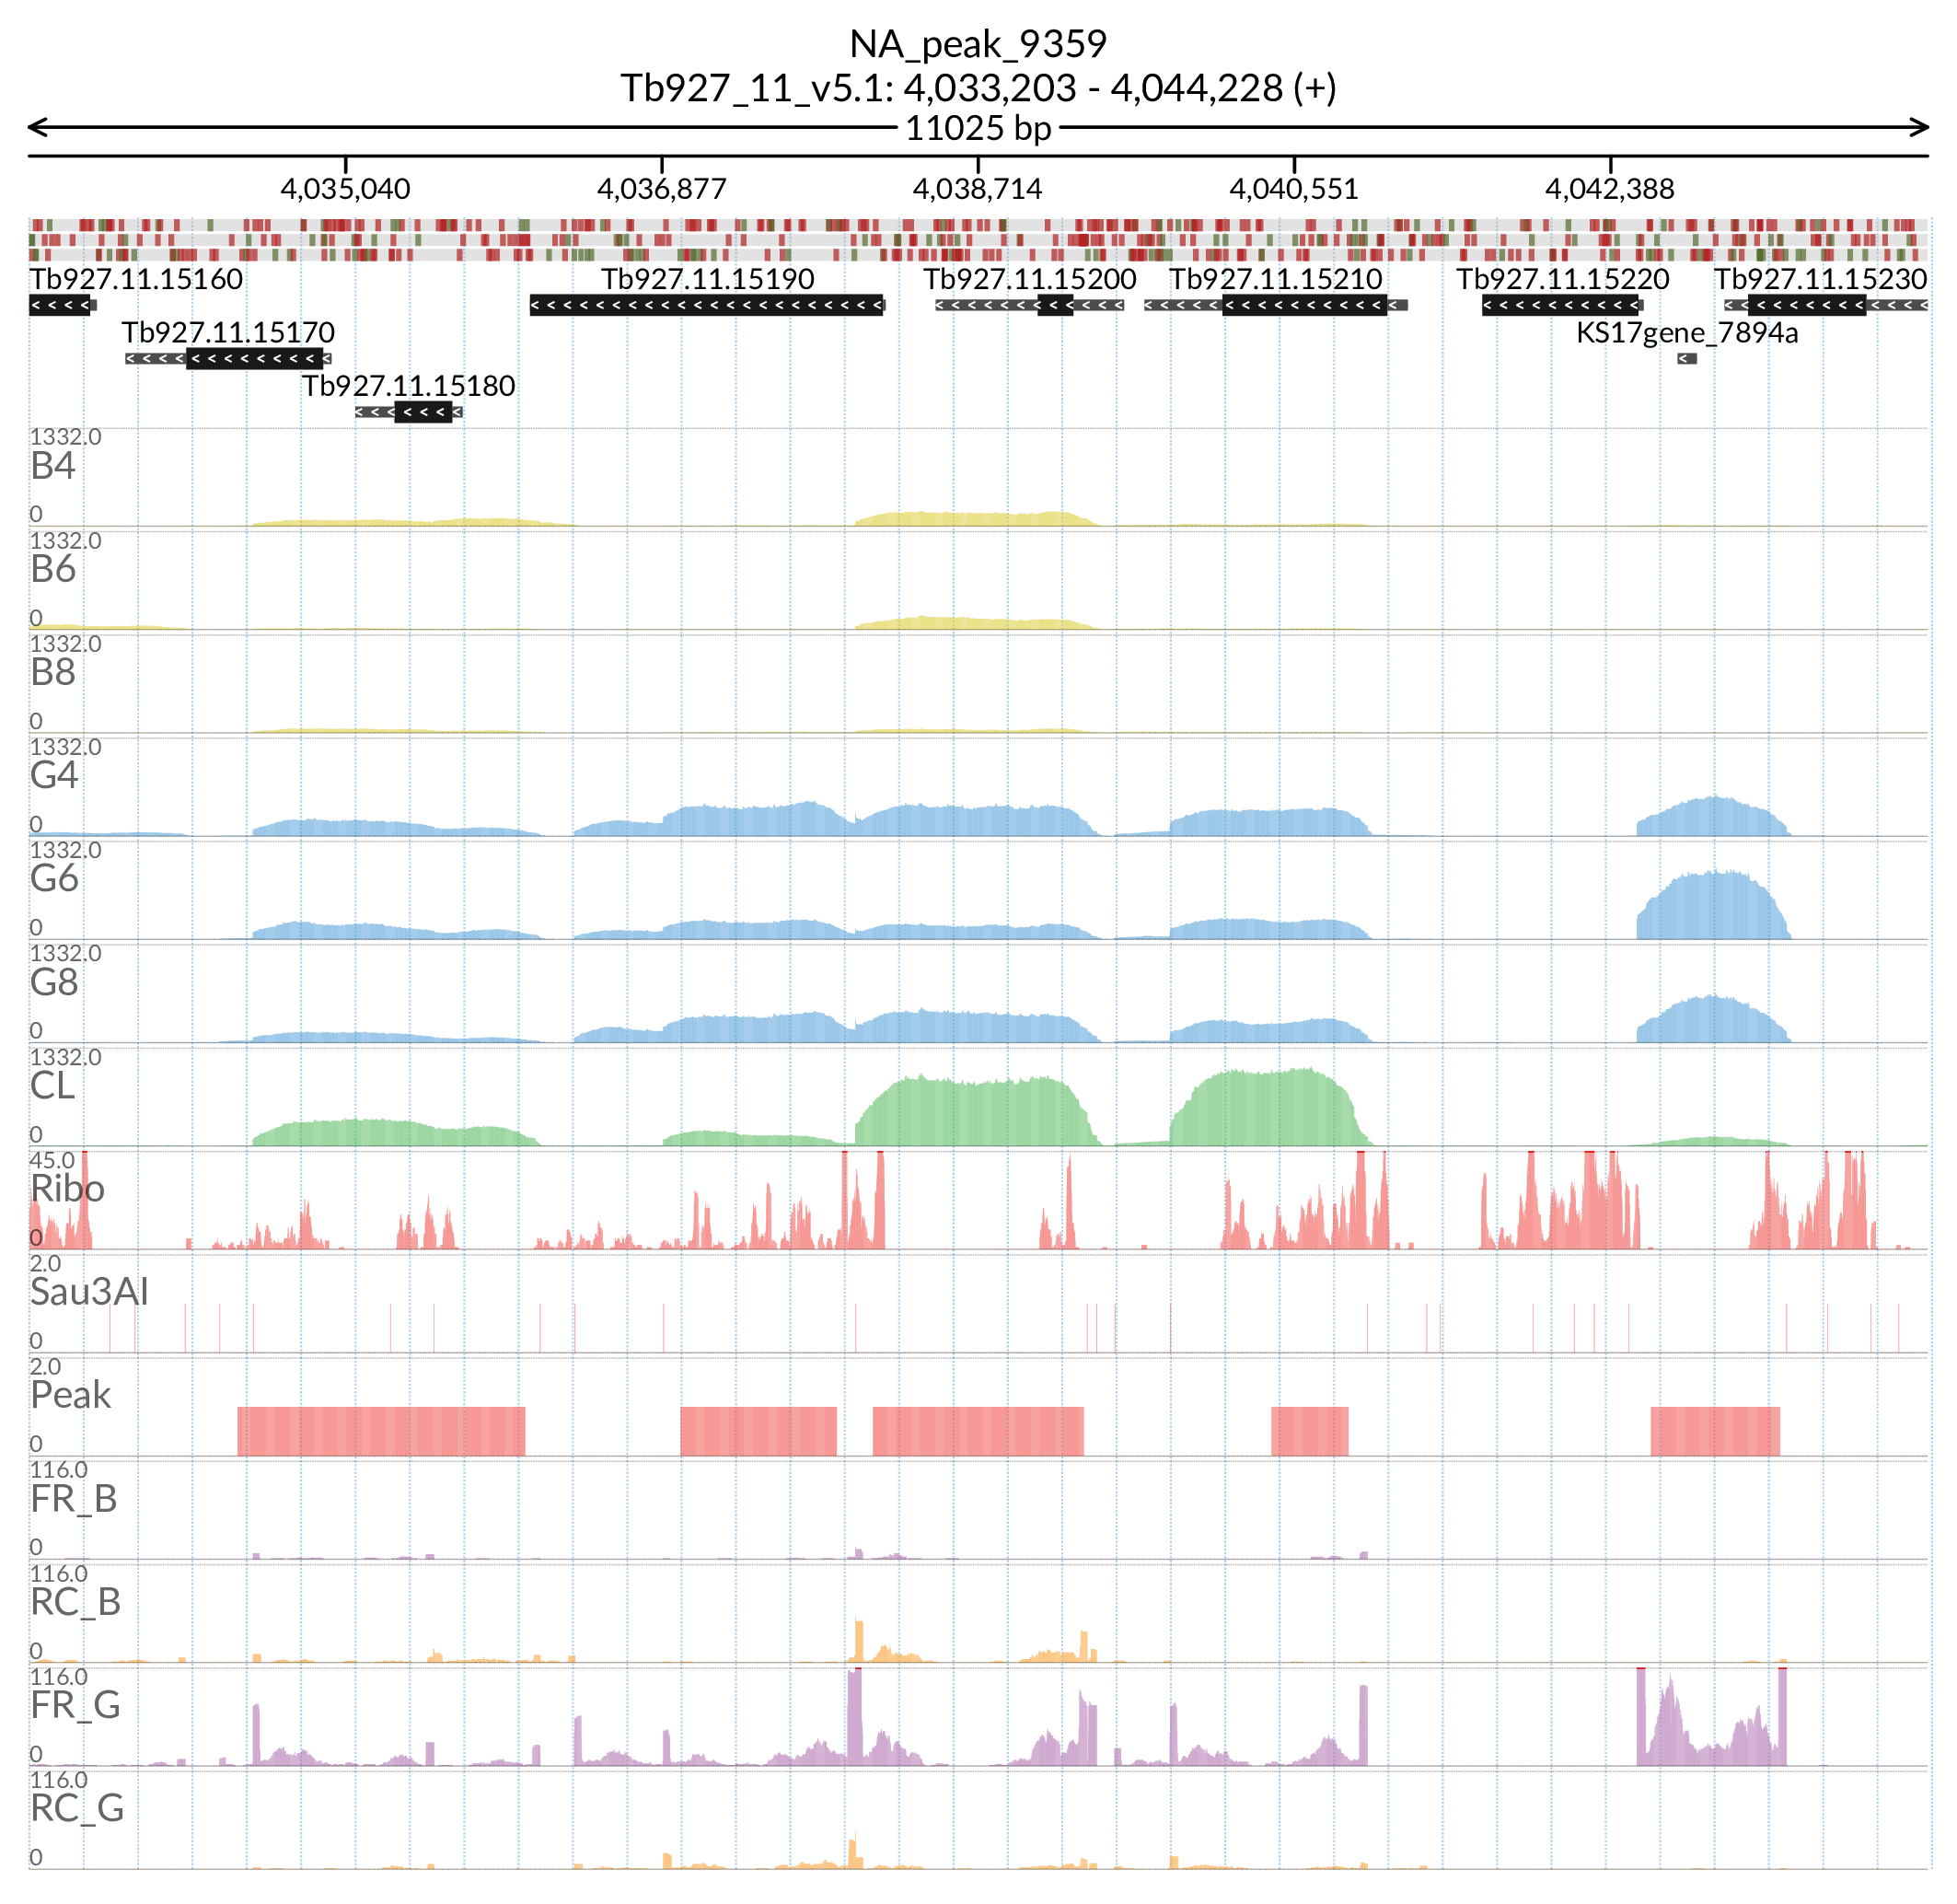 NA_peak_9359
Tb927_11_v5.1: 4,033,203 - 4,044,228 (+)
11025 bp
4,035,040 4,036,877 4,038,714 4,040,551 4,042,388
Tb927.11.15160 Tb927.11.15190 Tb927.11.15200 Tb927.11.15210 Tb927.11.15220 Tb927.11.15230
Tb927.11.15170 KS17gene_7894a
Tb927.11.15180
1332.0
B4
0
1332.0
B6
0
1332.0
B8
0
1332.0
G4
0
1332.0
G6
0
1332.0
G8
0
1332.0
CL
0
45.0
Ribo
0
2.0
Sau3AI
0
2.0
Peak
0
116.0
FR_B
0
116.0
RC_B
0
116.0
FR_G
0
116.0
RC_G
0